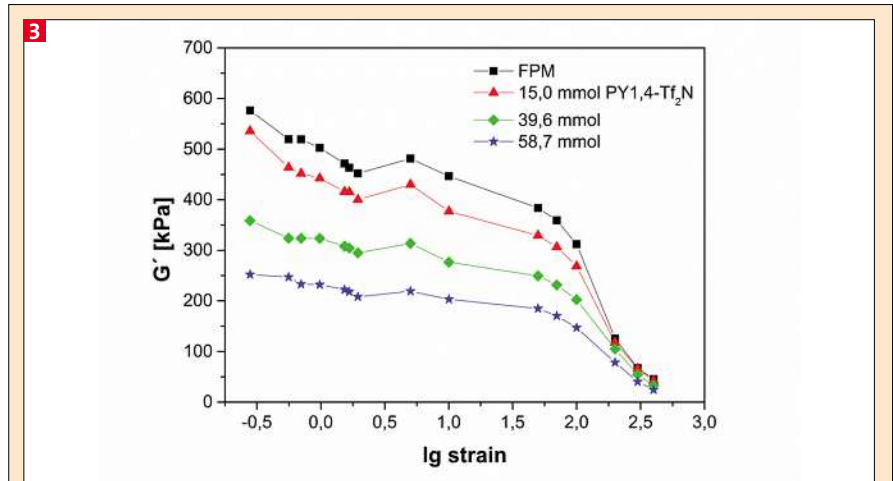 3
700
600
500
400
300
200
100
0
G´ [kPa]
FPM
15,0 mmol PY1,4-Tf₂N
39,6 mmol
58,7 mmol
-0,5 0,0 0,5 1,0 1,5 2,0 2,5 3,0
lg strain